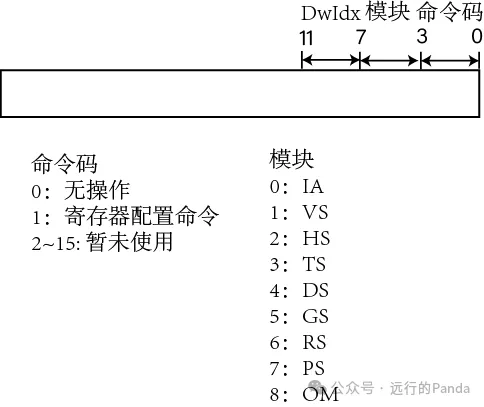 DwIdx 模块 命令码
11 7 3 0
命令码
0：无操作
1：寄存器配置命令
2~15: 暂未使用
模块
0：IA
1：VS
2：HS
3：TS
4：DS
5：GS
6：RS
7：PS
8：OM
公众号 · 远行的Panda